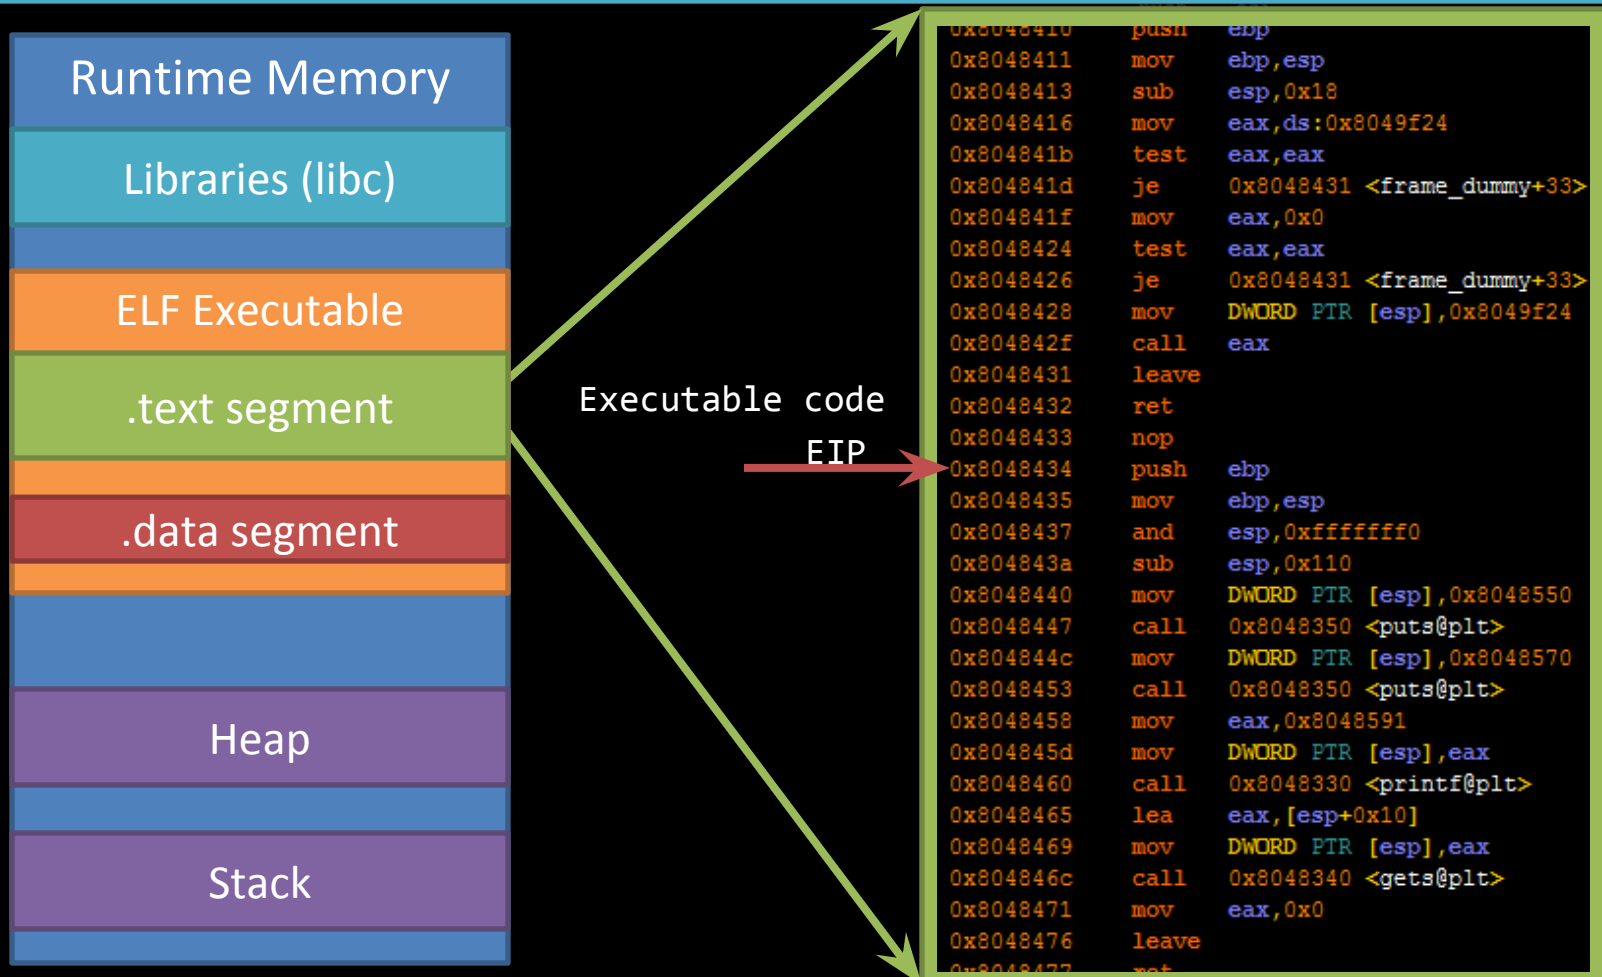 Runtime Memory
Libraries (libc)
ELF Executable
.text segment
.data segment
Heap
Stack
Executable code
EIP
0x8048410 push ebp
0x8048411 mov ebp,esp
0x8048413 sub esp,0x18
0x8048416 mov eax,ds:0x8049f24
0x804841b test eax,eax
0x804841d je 0x8048431 <frame_dummy+33>
0x804841f mov eax,0x0
0x8048424 test eax,eax
0x8048426 je 0x8048431 <frame_dummy+33>
0x8048428 mov DWORD PTR [esp],0x8049f24
0x804842f call eax
0x8048431 leave
0x8048432 ret
0x8048433 nop
0x8048434 push ebp
0x8048435 mov ebp,esp
0x8048437 and esp,0xfffffff0
0x804843a sub esp,0x110
0x8048440 mov DWORD PTR [esp],0x8048550
0x8048447 call 0x8048350 <puts@plt>
0x804844c mov DWORD PTR [esp],0x8048570
0x8048453 call 0x8048350 <puts@plt>
0x8048458 mov eax,0x8048591
0x804845d mov DWORD PTR [esp],eax
0x8048460 call 0x8048330 <printf@plt>
0x8048465 lea eax,[esp+0x10]
0x8048469 mov DWORD PTR [esp],eax
0x804846c call 0x8048340 <gets@plt>
0x8048471 mov eax,0x0
0x8048476 leave
0x8048477 ret